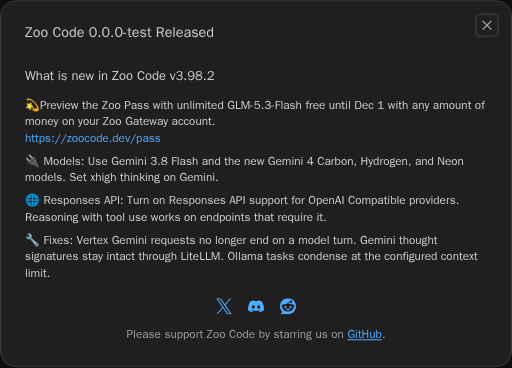 Zoo Code 0.0.0-test Released
What is new in Zoo Code v3.98.2
💫Preview the Zoo Pass with unlimited GLM-5.3-Flash free until Dec 1 with any amount of
money on your Zoo Gateway account.
https://zoocode.dev/pass
🔌 Models: Use Gemini 3.8 Flash and the new Gemini 4 Carbon, Hydrogen, and Neon
models. Set xhigh thinking on Gemini.
🌐 Responses API: Turn on Responses API support for OpenAI Compatible providers.
Reasoning with tool use works on endpoints that require it.
🔧 Fixes: Vertex Gemini requests no longer end on a model turn. Gemini thought
signatures stay intact through LiteLLM. Ollama tasks condense at the configured context
limit.
Please support Zoo Code by starring us on GitHub.